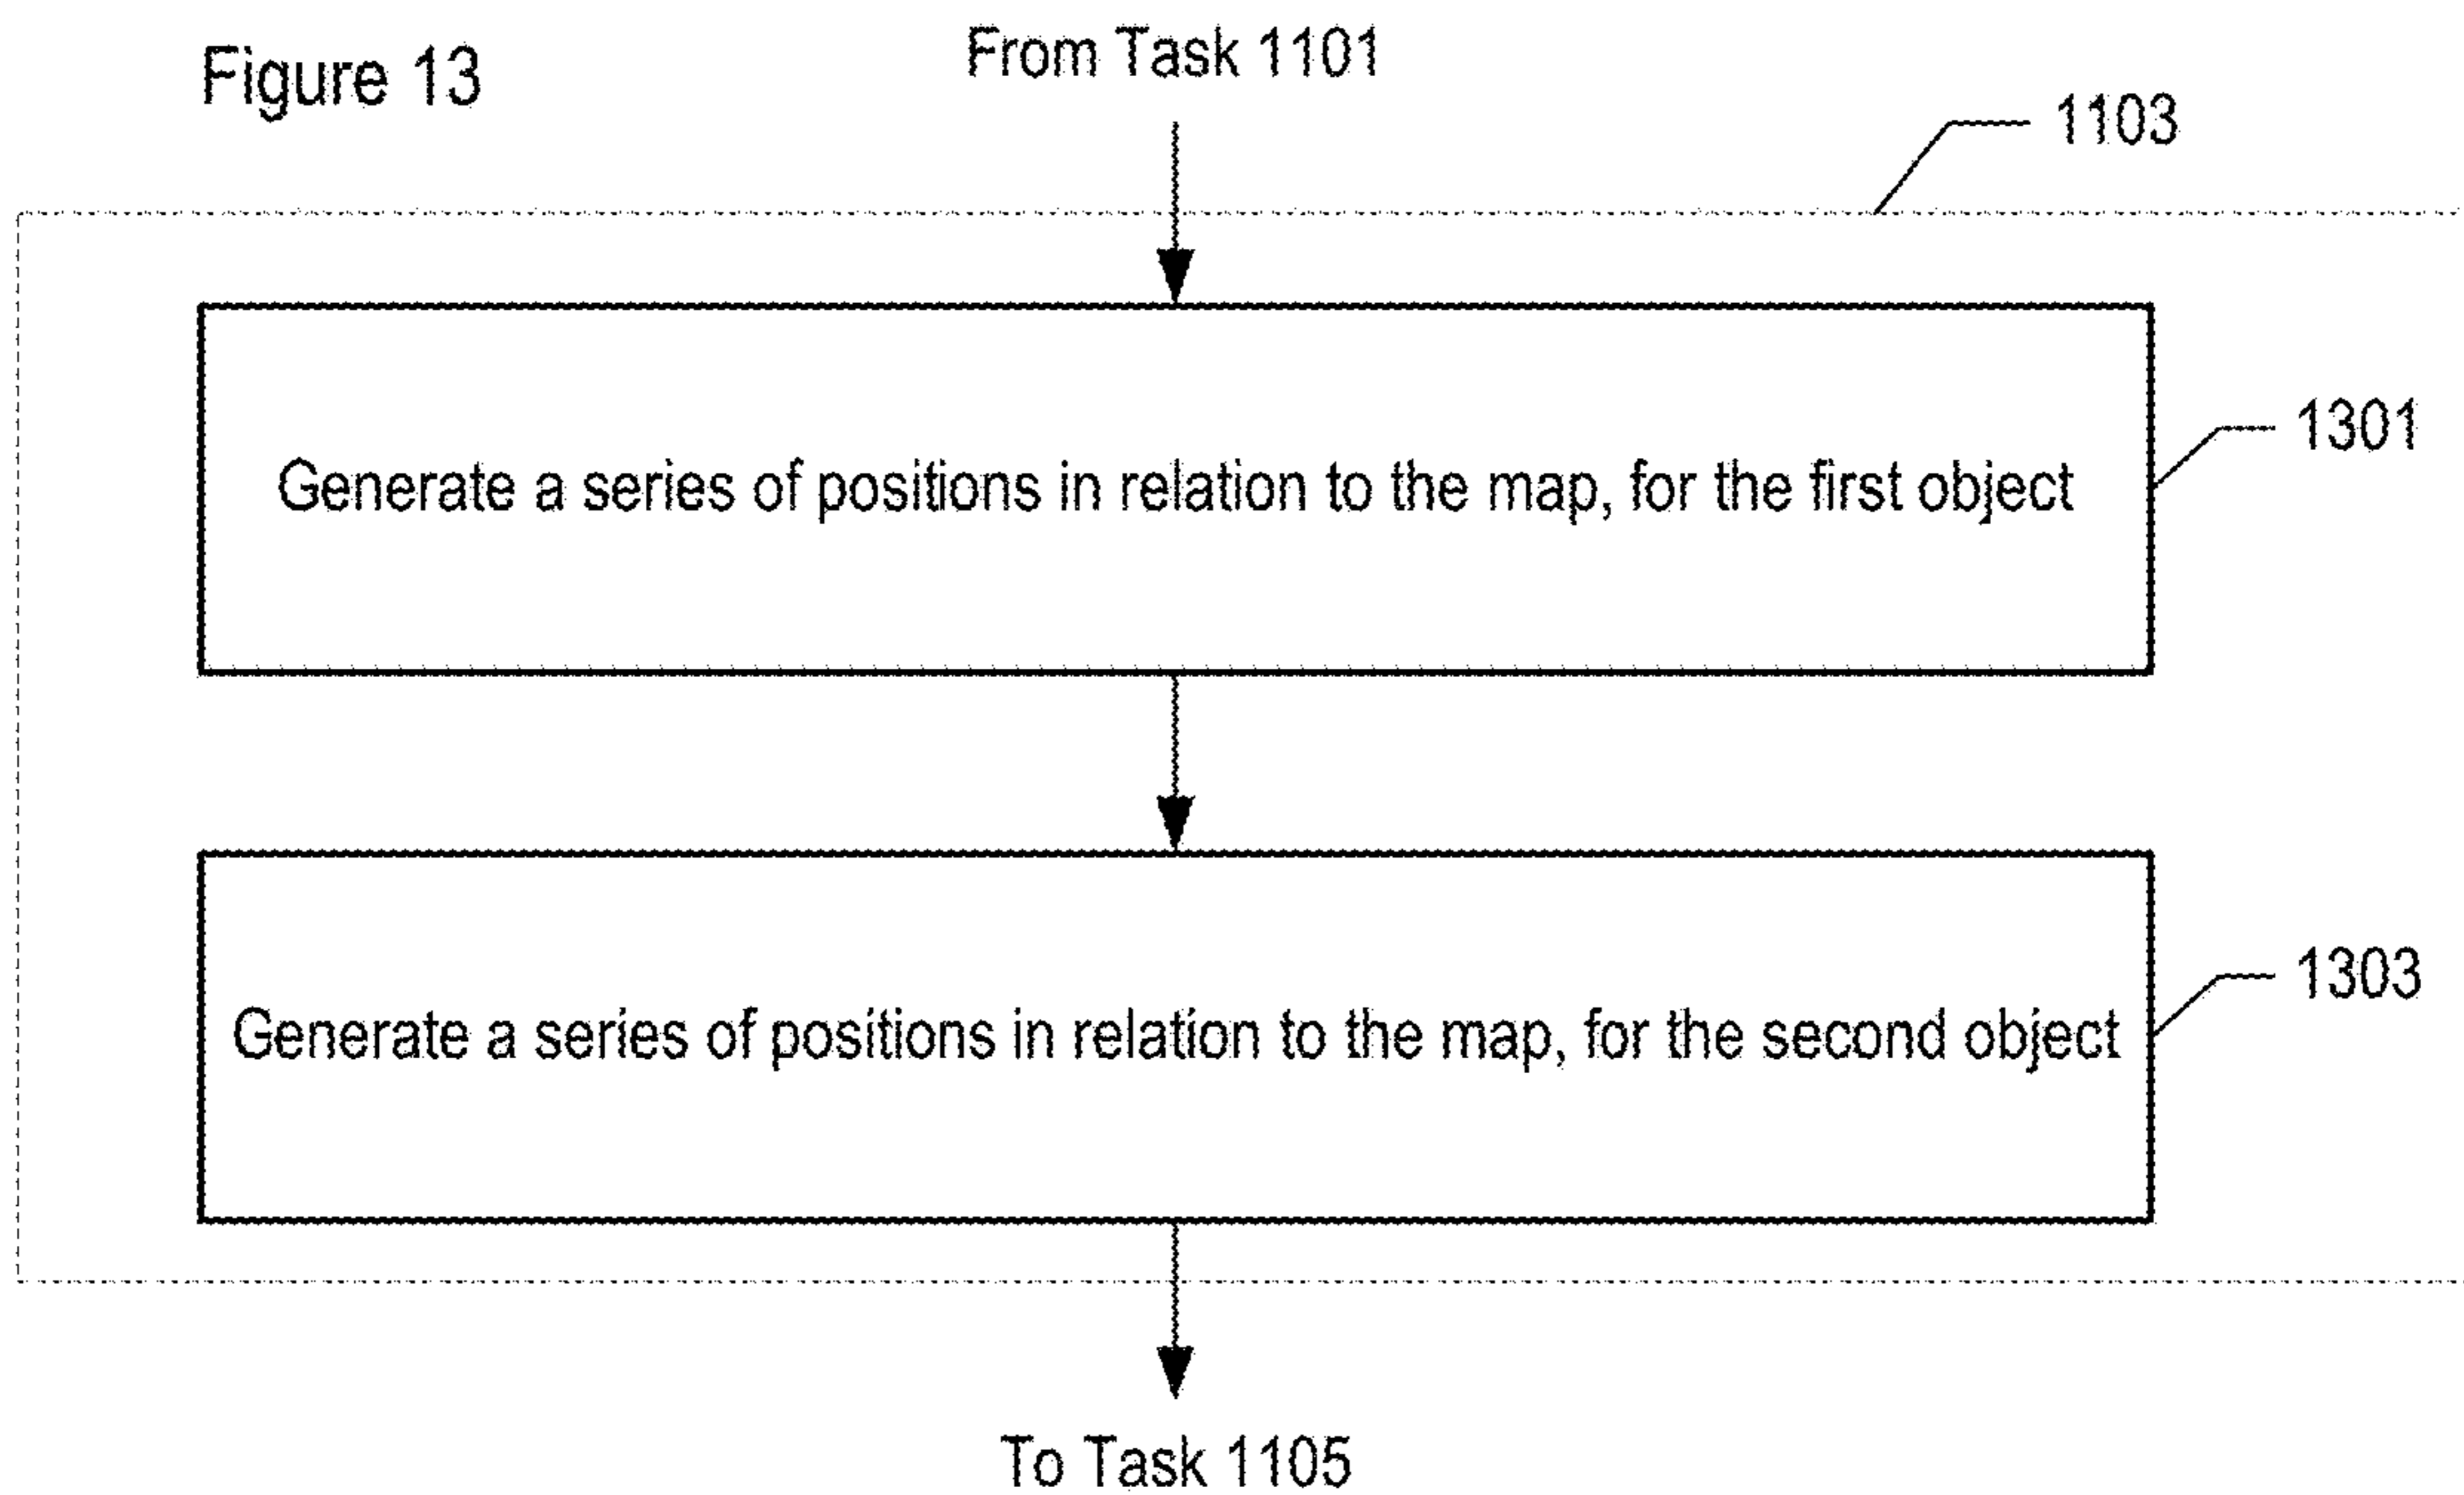 Figure 13
From Task 1101
1103
Generate a series of positions in relation to the map, for the first object
1301
Generate a series of positions in relation to the map, for the second object
1303
To Task 1105